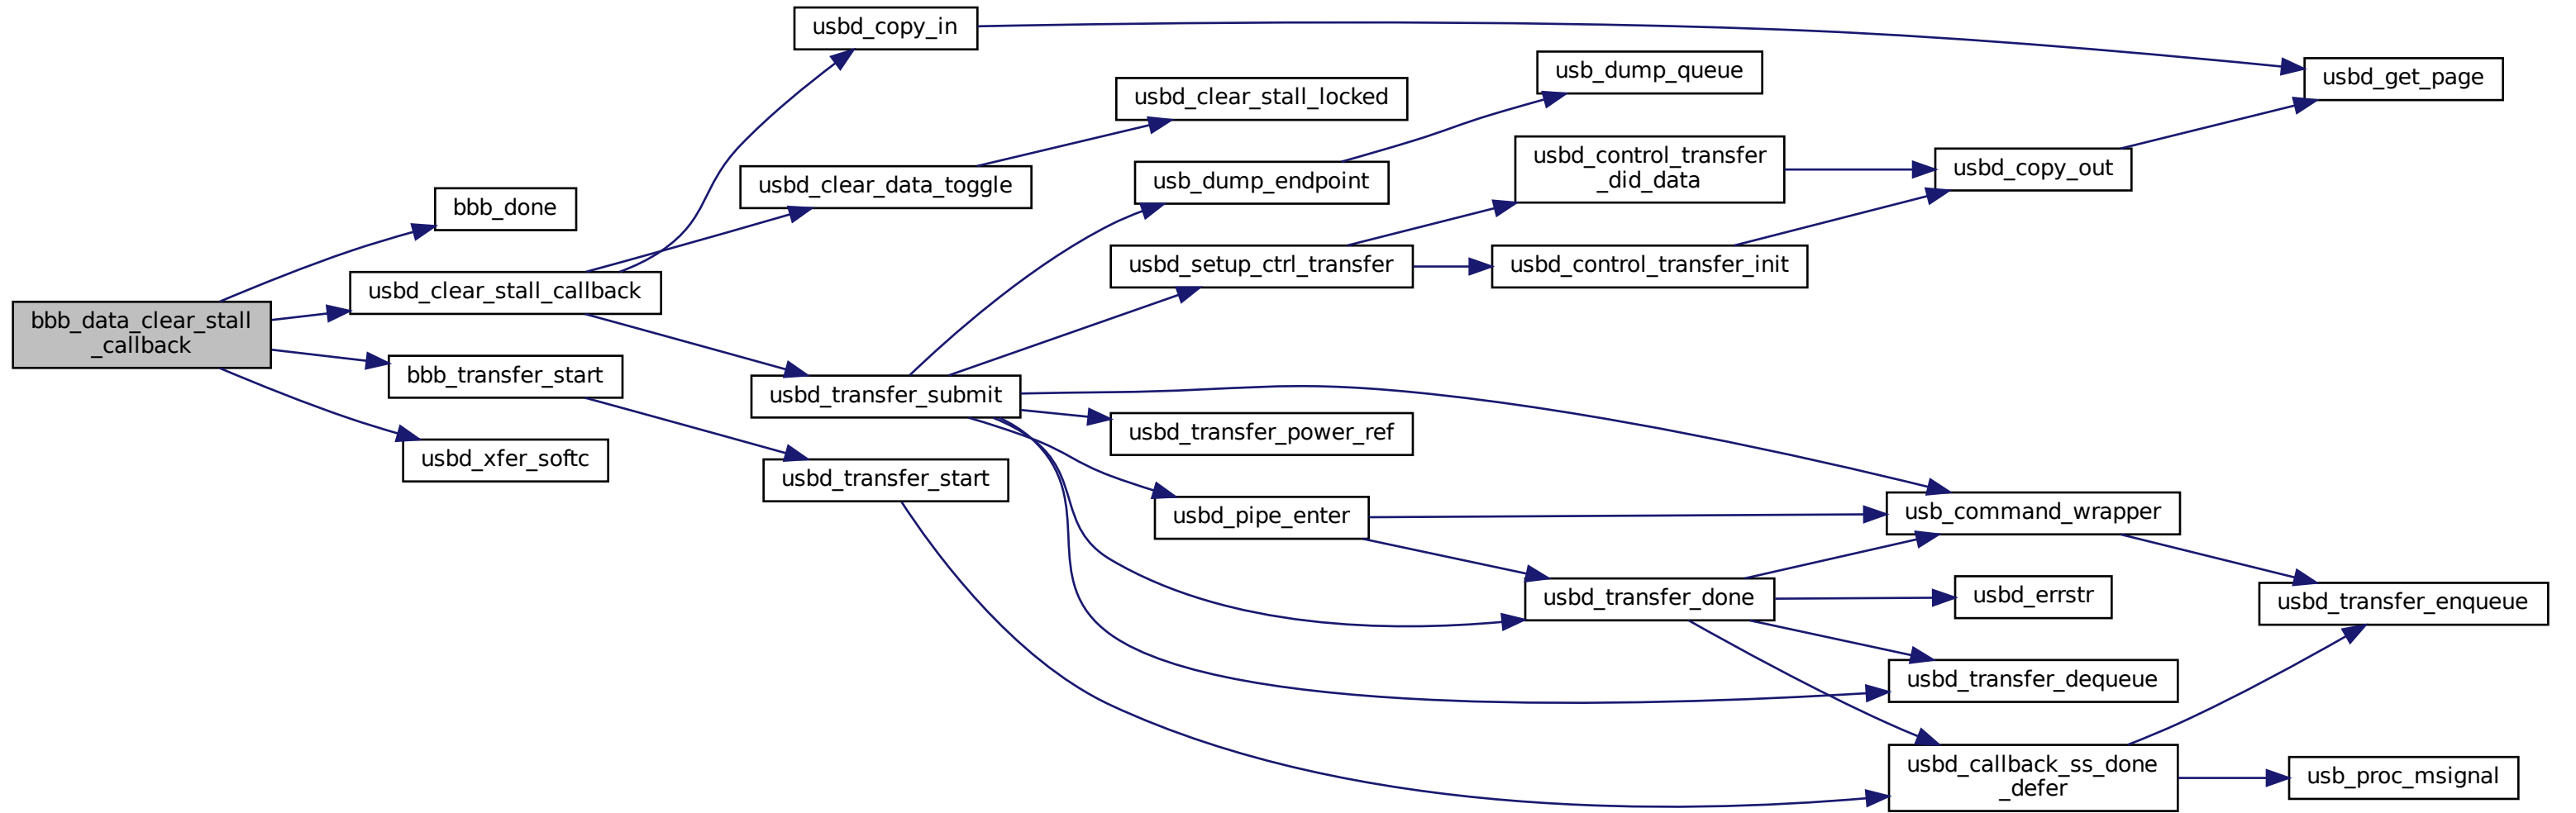 usbd_copy_in
usb_dump_queue
usbd_get_page
usbd_clear_stall_locked
usbd_control_transfer
_did_data
usbd_copy_out
usb_dump_endpoint
usbd_clear_data_toggle
bbb_done
usbd_setup_ctrl_transfer
usbd_control_transfer_init
usbd_clear_stall_callback
bbb_data_clear_stall
_callback
bbb_transfer_start
usbd_transfer_submit
usbd_transfer_power_ref
usbd_xfer_softc
usbd_transfer_start
usbd_pipe_enter
usb_command_wrapper
usbd_transfer_done
usbd_errstr
usbd_transfer_enqueue
usbd_transfer_dequeue
usbd_callback_ss_done
_defer
usb_proc_msignal